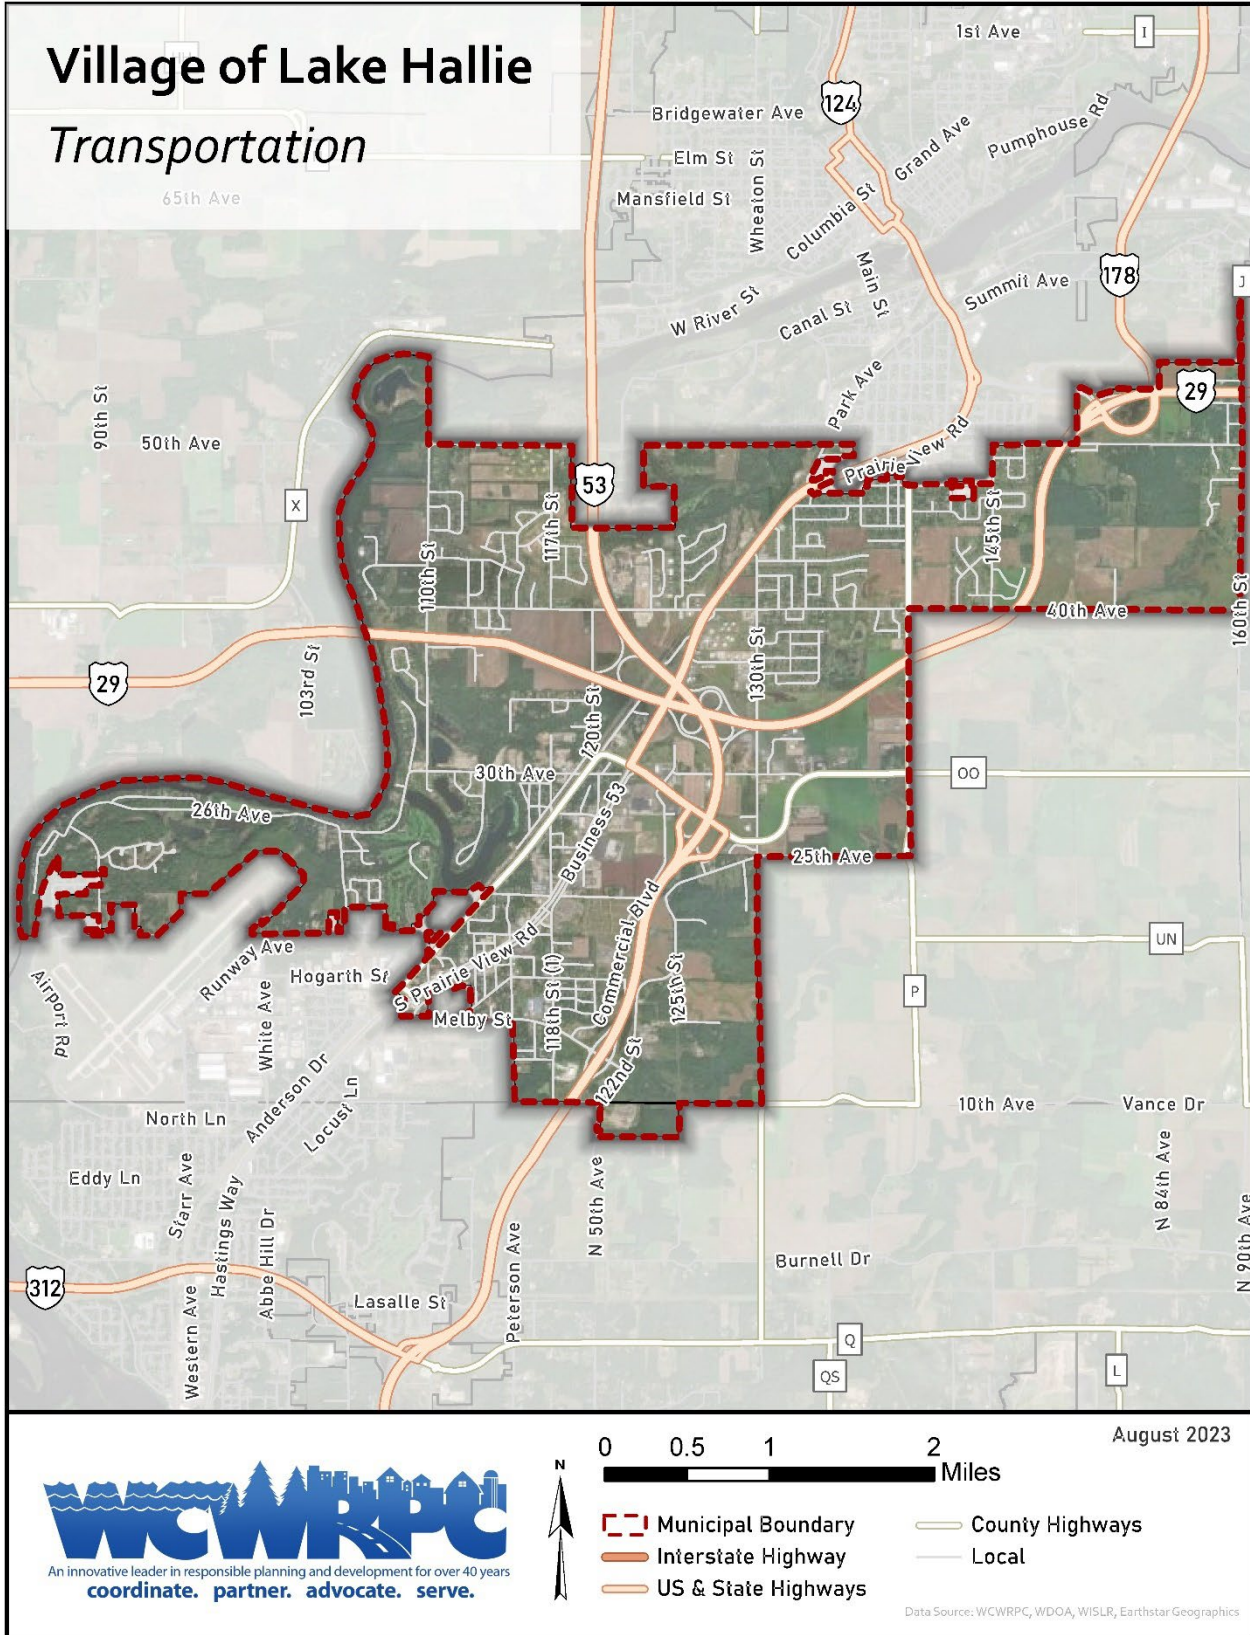 Village of Lake Hallie
Transportation
1st Ave
I
124
Bridgewater Ave
Pumphouse Rd
Grand Ave
Elm St
Wheaton St
65th Ave
Mansfield St
Columbia St
Main St
178
J
Summit Ave
W River St
Canal St
Park Ave
29
90th St
50th Ave
Prairie View Rd
53
X
117th St
145th St
110th St
40th Ave
160th St
130th St
29
103rd St
120th St
30th Ave
OO
26th Ave
Business 53
25th Ave
Commercial Blvd
Runway Ave
S Prairie View Rd
UN
Hogarth St
125th St
P
Airport Rd
White Ave
118th St (1)
Melby St
122nd St
Anderson Dr
Locust Ln
North Ln
10th Ave
Vance Dr
Eddy Ln
Starr Ave
Hastings Way
Abbe Hill Dr
N 50th Ave
N 84th Ave
N 90th Ave
Peterson Ave
Burnell Dr
312
Lasalle St
Western Ave
Q
QS
L
August 2023
0 0.5 1 2
Miles
N
WCWRPC
An innovative leader in responsible planning and development for over 40 years
coordinate. partner. advocate. serve.
Municipal Boundary
Interstate Highway
US & State Highways
County Highways
Local
Data Source: WCWRPC, WDOA, WISLR, Earthstar Geographics